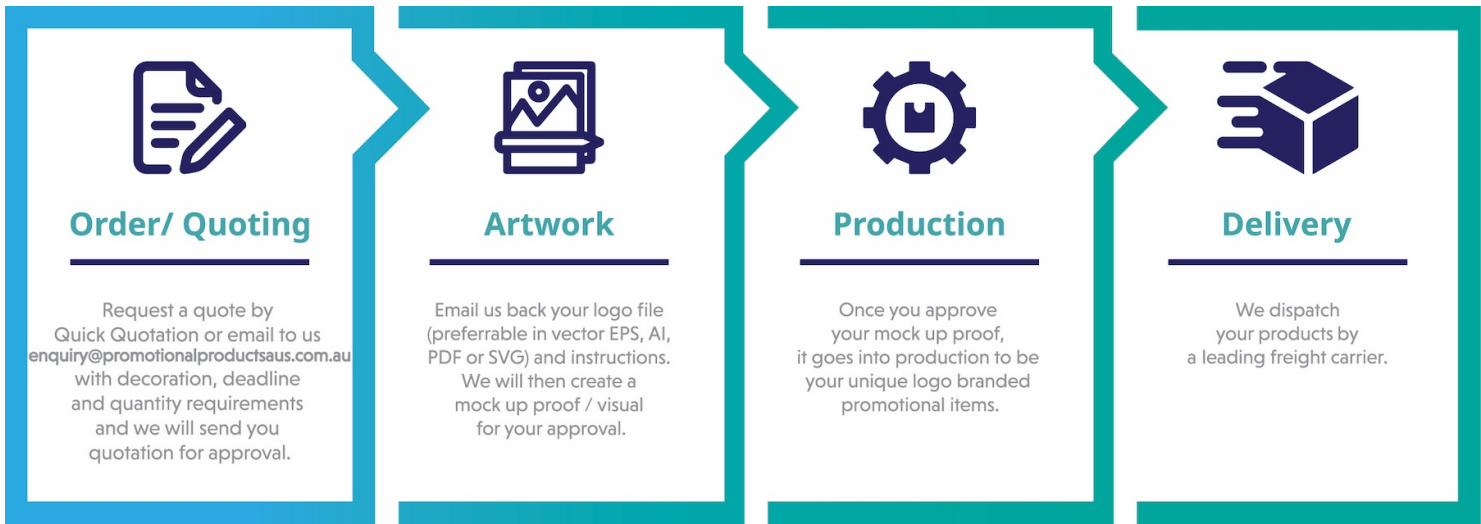 Order/ Quoting
Request a quote by
Quick Quotation or email to us
enquiry@promotionalproductsaus.com.au
with decoration, deadline
and quantity requirements
and we will send you
quotation for approval.
Artwork
Email us back your logo file
(preferrable in vector EPS, AI,
PDF or SVG) and instructions.
We will then create a
mock up proof / visual
for your approval.
Production
Once you approve
your mock up proof,
it goes into production to be
your unique logo branded
promotional items.
Delivery
We dispatch
your products by
a leading freight carrier.